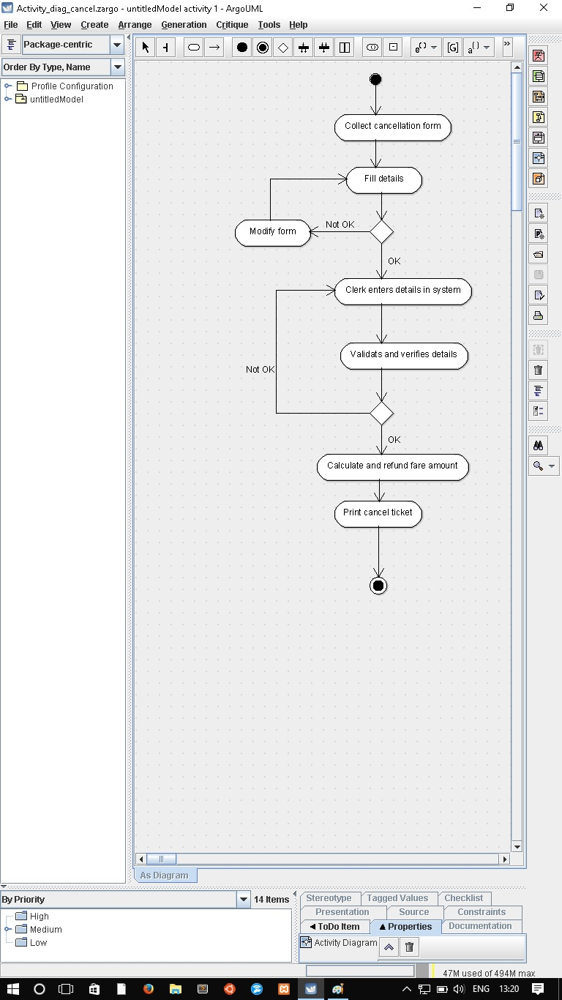 Activity_diag_cancel.zargo - untitledModel activity 1 - ArgoUML
File Edit View Create Arrange Generation Critique Tools Help
Package-centric
Order By Type, Name
Profile Configuration
untitledModel
Collect cancellation form
Fill details
Not OK
Modify form
OK
Clerk enters details in system
Validats and verifies details
Not OK
OK
Calculate and refund fare amount
Print cancel ticket
As Diagram
By Priority 14 Items
High
Medium
Low
Stereotype Tagged Values Checklist
Presentation Source Constraints
ToDo Item Properties Documentation
Activity Diagram
47M used of 494M max
ENG 13:20